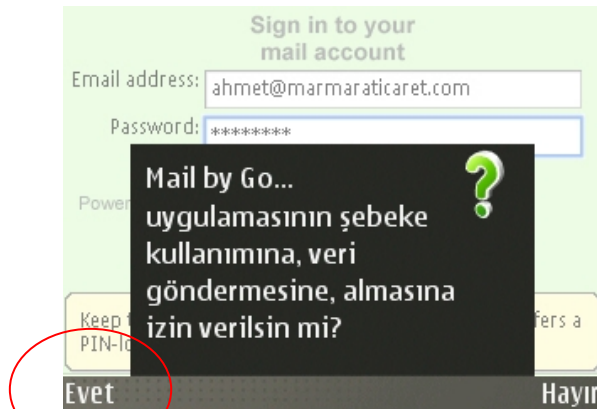 Sign in to your
mail account
Email address: ahmet@marmaraticaret.com
Password: ********
Mail by Go...
uygulamasının şebeke
kullanımına, veri
göndermesine, almasına
izin verilsin mi?
Keep
Evet Hayır